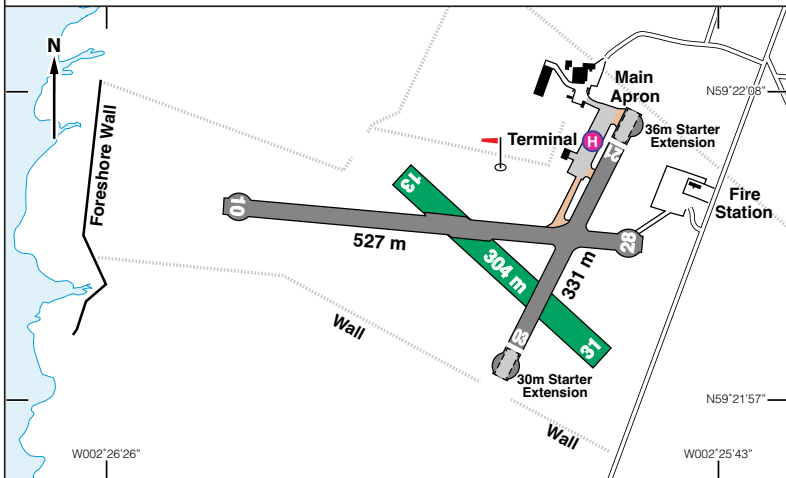 N
Main
Apron
N59°22'08"
Terminal
H
36m Starter
Extension
21
Foreshore Wall
13
Fire
Station
10
28
527 m
304 m
331 m
Wall
03
31
30m Starter
Extension
N59°21'57"
Wall
W002°26'26"
W002°25'43"